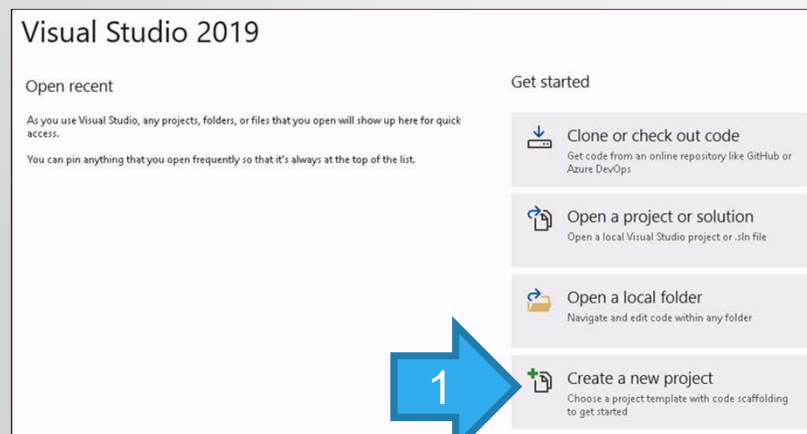 Visual Studio 2019
Open recent
As you use Visual Studio, any projects, folders, or files that you open will show up here for quick
access.
You can pin anything that you open frequently so that it's always at the top of the list.
Get started
Clone or check out code
Get code from an online repository like GitHub or
Azure DevOps
Open a project or solution
Open a local Visual Studio project or .sln file
Open a local folder
Navigate and edit code within any folder
1
Create a new project
Choose a project template with code scaffolding
to get started